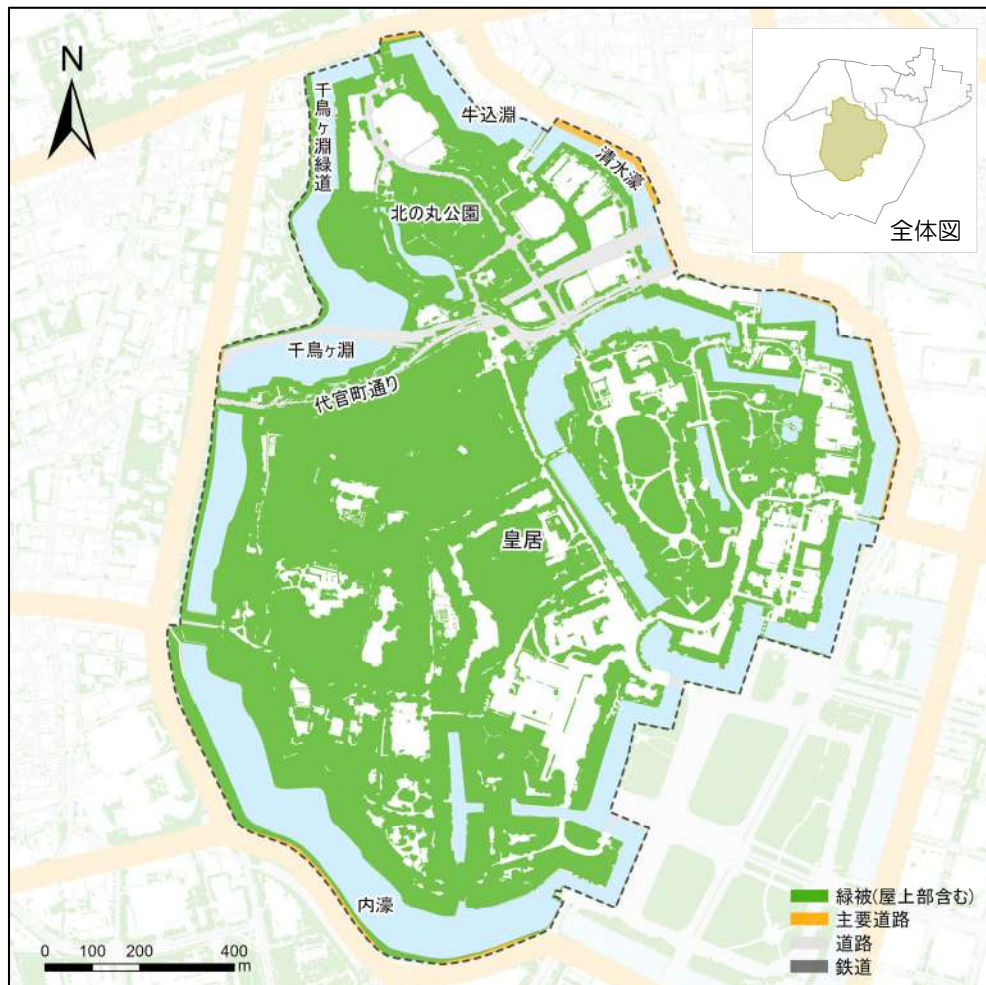 N
千鳥ヶ淵緑道
牛込淵
清水濠
全体図
北の丸公園
千鳥ヶ淵
代官町通り
皇居
内濠
緑被(屋上部含む)
主要道路
道路
鉄道
0 100 200 400
m